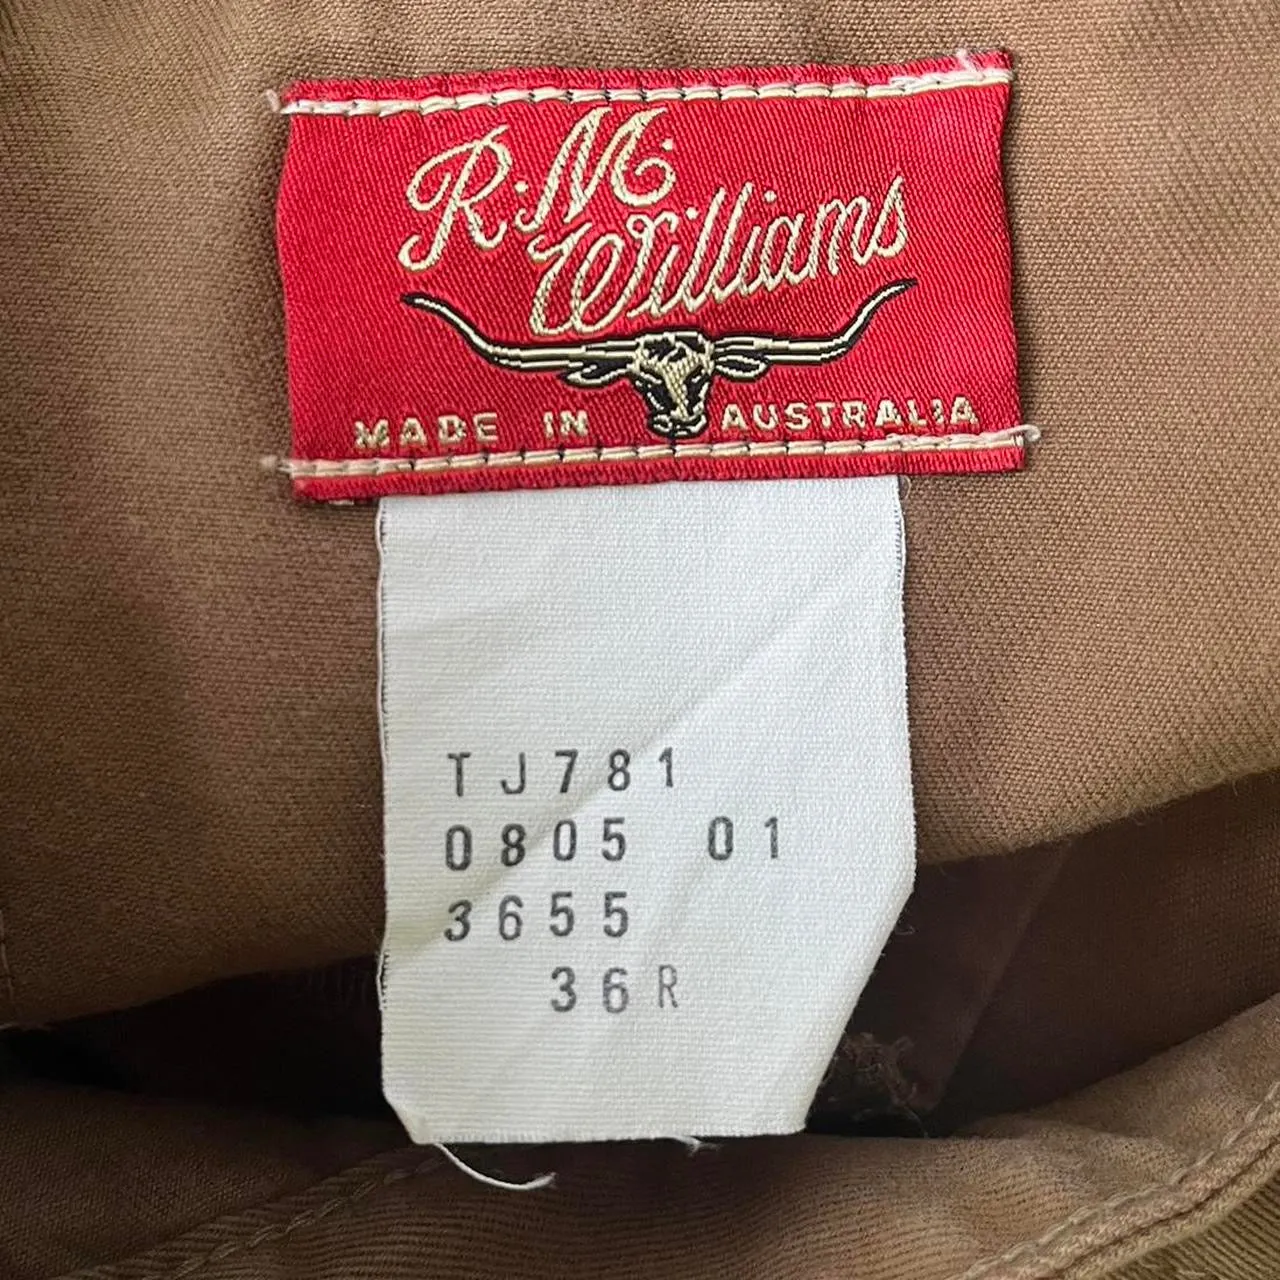 R.M.
Williams
MADE IN AUSTRALIA
TJ781
0805 01
3655
36R